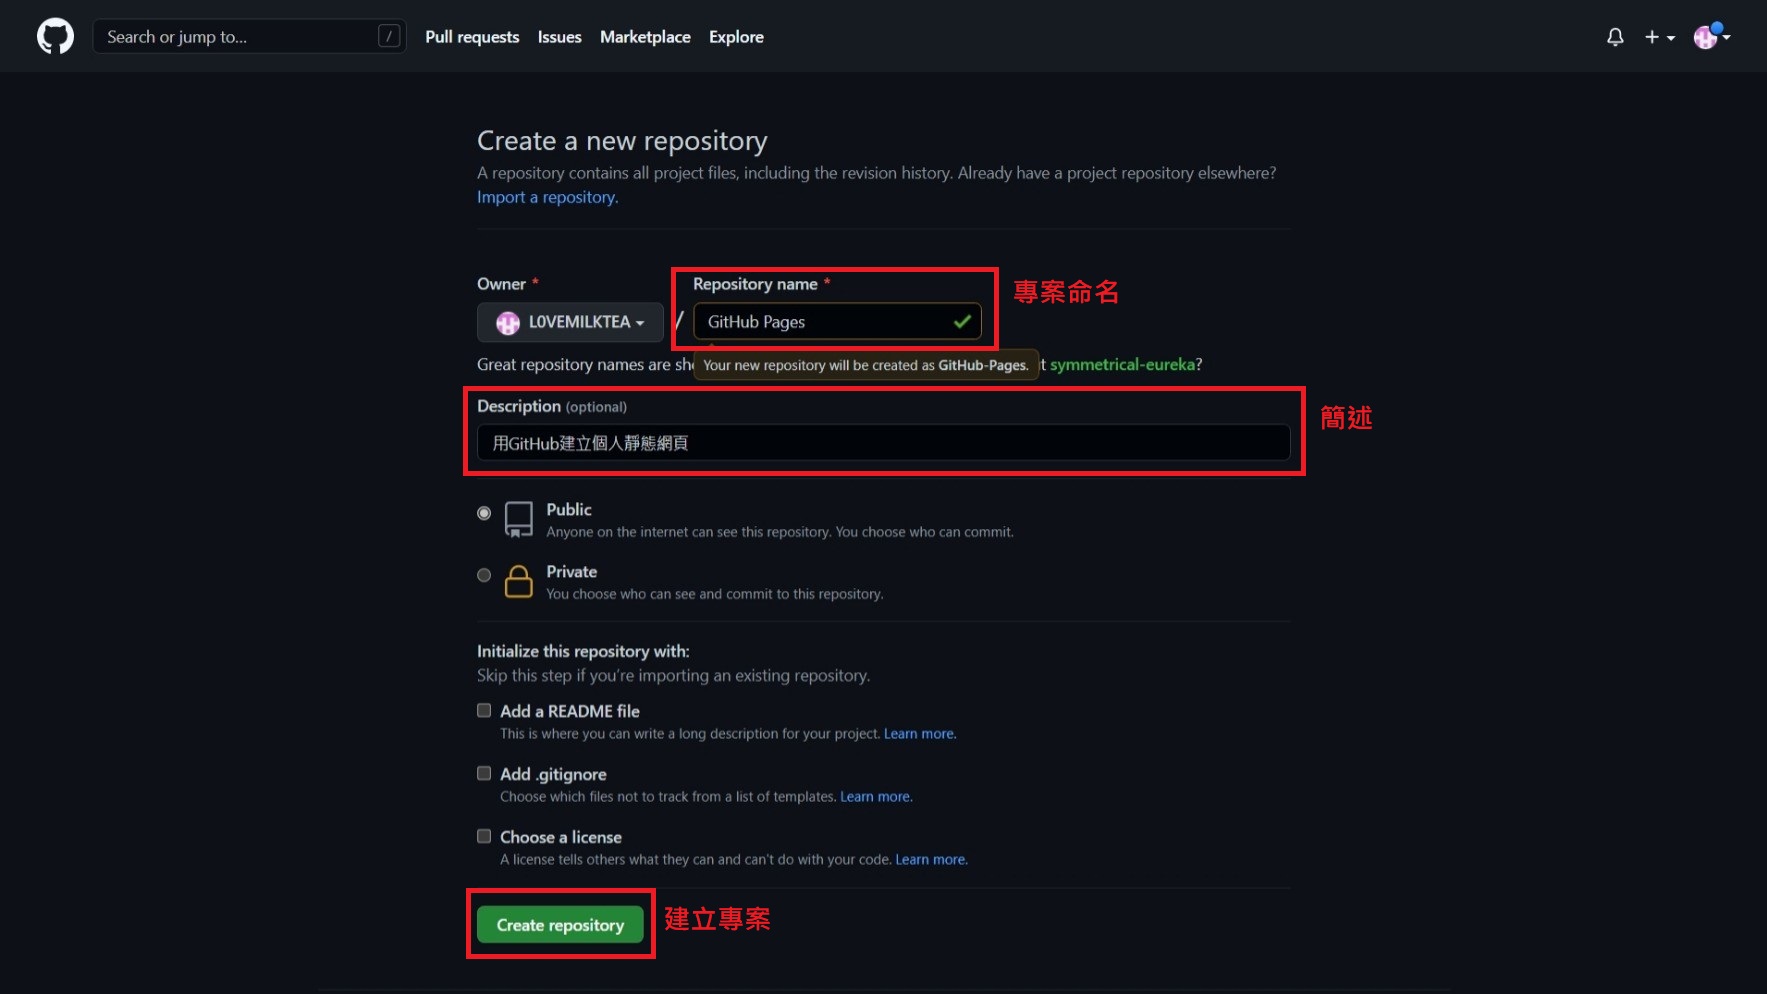 Search or jump to... /
Pull requests Issues Marketplace Explore
Create a new repository
A repository contains all project files, including the revision history. Already have a project repository elsewhere?
Import a repository.
Owner * Repository name * 專案命名
L0VEMILKTEA / GitHub Pages
Great repository names are sh
Your new repository will be created as GitHub-Pages.
t symmetrical-eureka?
Description (optional) 簡述
用GitHub建立個人靜態網頁
Public
Anyone on the internet can see this repository. You choose who can commit.
Private
You choose who can see and commit to this repository.
Initialize this repository with:
Skip this step if you're importing an existing repository.
Add a README file
This is where you can write a long description for your project. Learn more.
Add .gitignore
Choose which files not to track from a list of templates. Learn more.
Choose a license
A license tells others what they can and can't do with your code. Learn more.
Create repository 建立專案